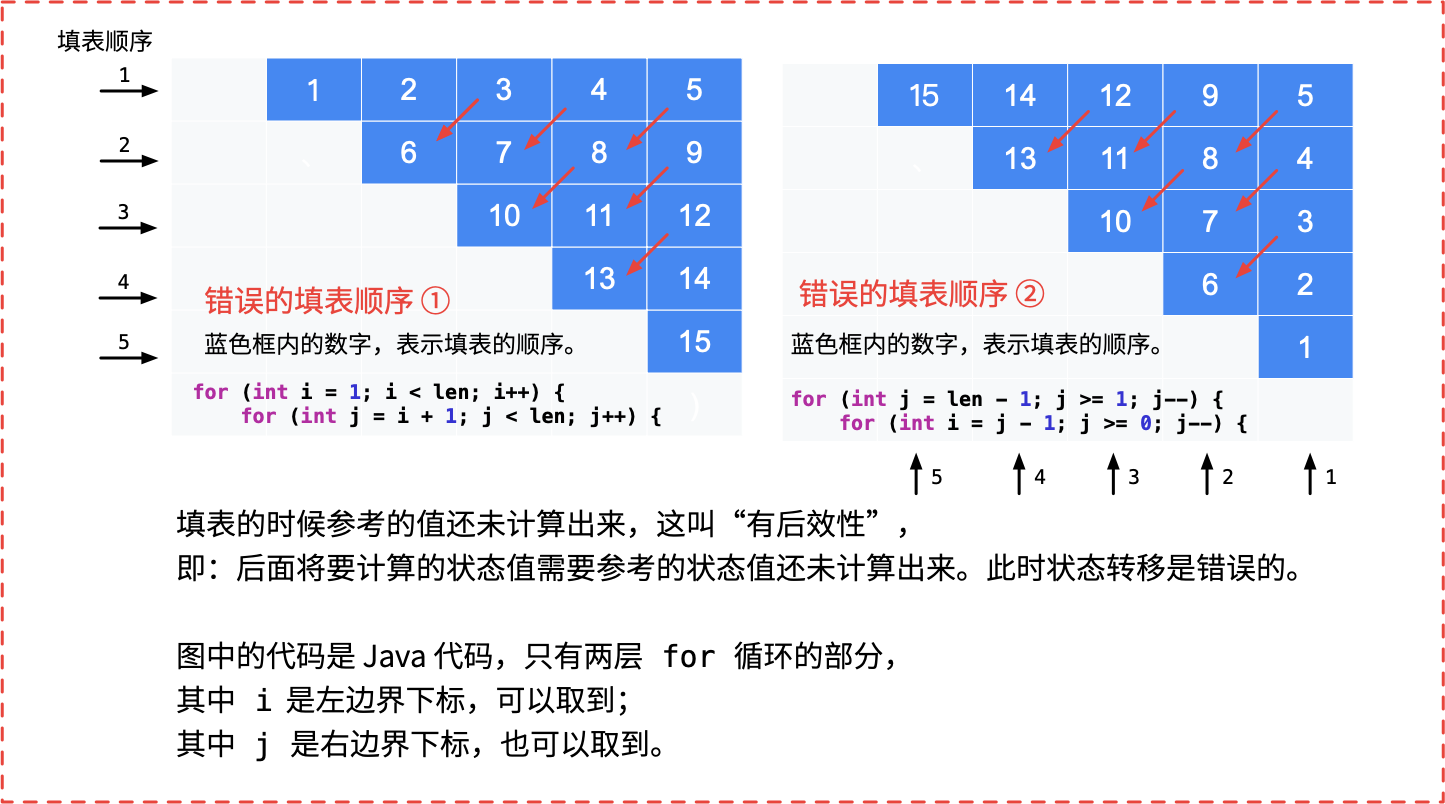 填表顺序
1
2
3
4
5
1 2 3 4 5
6 7 8 9
10 11 12
13 14
15
错误的填表顺序 ①
蓝色框内的数字，表示填表的顺序。
for (int i = 1; i < len; i++) {
for (int j = i + 1; j < len; j++) {
15 14 12 9 5
13 11 8 4
10 7 3
6 2
1
错误的填表顺序 ②
蓝色框内的数字，表示填表的顺序。
for (int j = len - 1; j >= 1; j--) {
for (int i = j - 1; j >= 0; j--) {
5 4 3 2 1
填表的时候参考的值还未计算出来，这叫“有后效性”，
即：后面将要计算的状态值需要参考的状态值还未计算出来。此时状态转移是错误的。
图中的代码是 Java 代码，只有两层 for 循环的部分，
其中 i 是左边界下标，可以取到；
其中 j 是右边界下标，也可以取到。